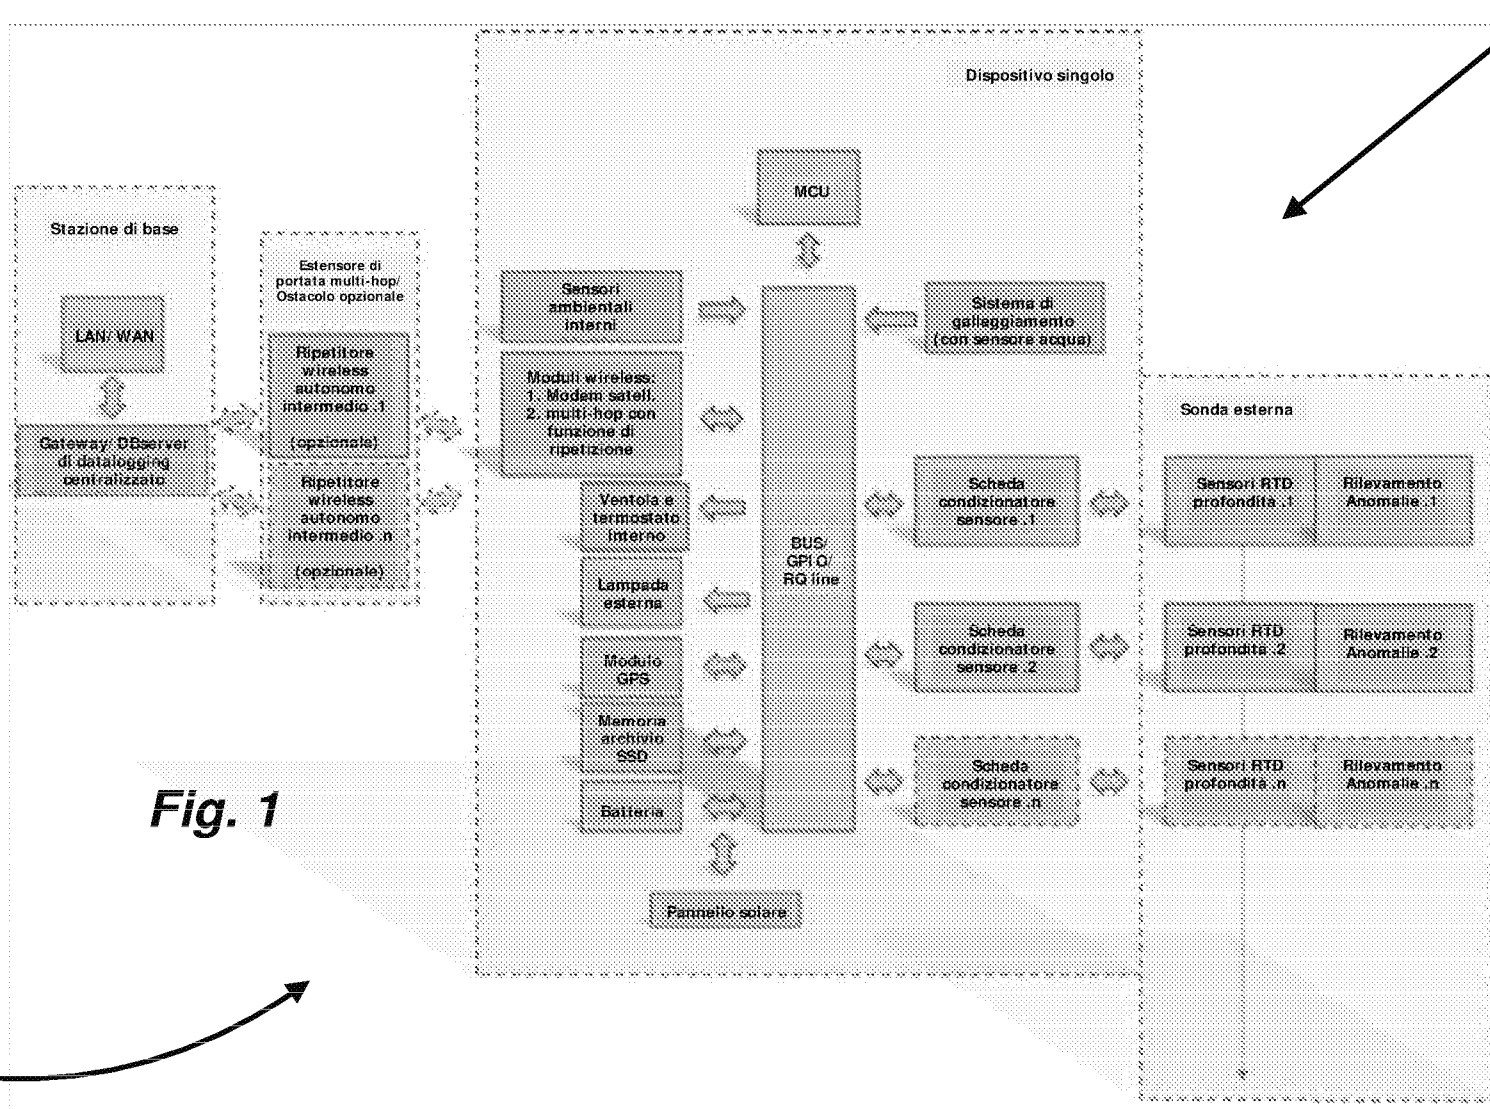 Dispositivo singolo
MCU
Stazione di base
LAN/ WAN
Gateway/ DBserver
di datalogging
centralizzato
Estensore di
portata multi-hop/
Ostacolo opzionale
Ripetitore
wireless
autonomo
intermedio .1
(opzionale)
Ripetitore
wireless
autonomo
intermedio .n
(opzionale)
Sensori
ambientali
interni
Moduli wireless:
1. Modem satell.
2. multi-hop con
funzione di
ripetizione
Ventola e
termostato
interno
Lampada
esterna
Modulo
GPS
Memoria
archivio
SSD
Batteria
Pannello solare
BUS/
GPIO/
RQ line
Sistema di
galleggiamento
(con sensore acqua)
Scheda
condizionatore
sensore .1
Scheda
condizionatore
sensore .2
Scheda
condizionatore
sensore .n
Sonda esterna
Sensori RTD
profondità .1
Rilevamento
Anomalie .1
Sensori RTD
profondità .2
Rilevamento
Anomalie .2
Sensori RTD
profondità .n
Rilevamento
Anomalie .n
Fig. 1